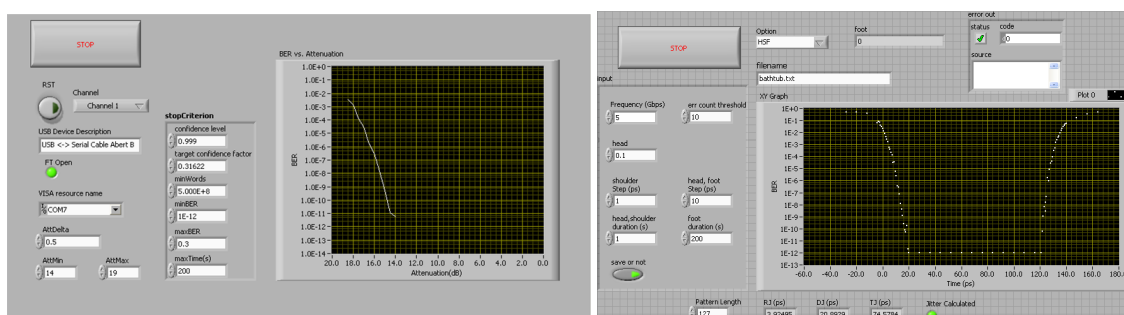 STOP
RST
Channel
Channel 1
USB Device Description
USB <-> Serial Cable Abert B
FT Open
VISA resource name
COM7
AttDelta
0.5
AttMin
AttMax
14
19
stopCriterion
confidence level
0.999
target confidence factor
0.31622
minWords
5.000E+8
minBER
1E-12
maxBER
0.3
maxTime(s)
200
BER vs. Attenuation
1.0E+0
1.0E-1
1.0E-2
1.0E-3
1.0E-4
1.0E-5
1.0E-6
1.0E-7
1.0E-8
1.0E-9
1.0E-10
1.0E-11
1.0E-12
1.0E-13
1.0E-14
BER
20.0 18.0 16.0 14.0 12.0 10.0 8.0 6.0 4.0 2.0 0.0
Attenuation(dB)
STOP
Option
HSF
foot
0
error out
status
code
0
source
filename
bathtub.txt
input
Frequency (Gbps)
err count threshold
5
10
head
0.1
shoulder
Step (ps)
head, foot
Step (ps)
1
10
head,shoulder
duration (s)
foot
duration (s)
1
200
save or not
XY Graph
Plot 0
1E+0
1E-1
1E-2
1E-3
1E-4
1E-5
1E-6
1E-7
1E-8
1E-9
1E-10
1E-11
1E-12
1E-13
BER
-60.0 -40.0 -20.0 0.0 20.0 40.0 60.0 80.0 100.0 120.0 140.0 160.0 180.0
Time (ps)
Pattern Length
127
RJ (ps)
3.92495
DJ (ps)
20.8929
TJ (ps)
74.5784
Jitter Calculated